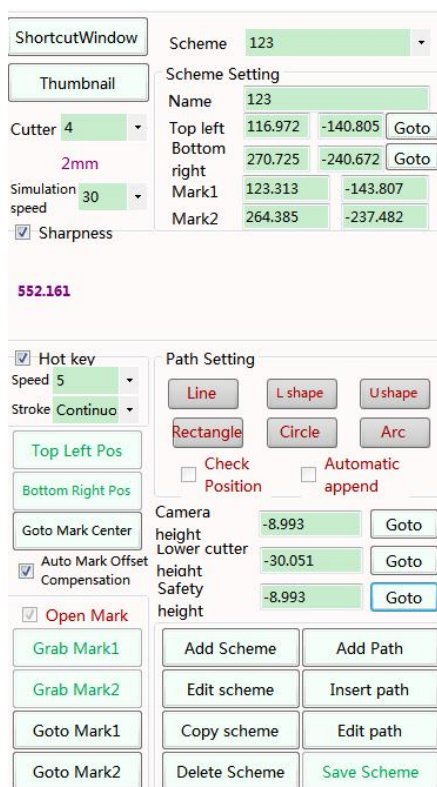 ShortcutWindow
Scheme 123
Thumbnail
Scheme Setting
Name 123
Cutter 4
Top left 116.972 -140.805 Goto
2mm
Bottom
right 270.725 -240.672 Goto
Simulation
speed 30
Mark1 123.313 -143.807
Mark2 264.385 -237.482
Sharpness
552.161
Hot key
Path Setting
Speed 5
Line L shape U shape
Stroke Continuo
Rectangle Circle Arc
Top Left Pos
Check
Position
Automatic
append
Bottom Right Pos
Camera
height -8.993 Goto
Goto Mark Center
Lower cutter
height -30.051 Goto
Auto Mark Offset
Compensation
Safety
height -8.993 Goto
Open Mark
Grab Mark1
Add Scheme Add Path
Grab Mark2
Edit scheme Insert path
Goto Mark1
Copy scheme Edit path
Goto Mark2
Delete Scheme Save Scheme